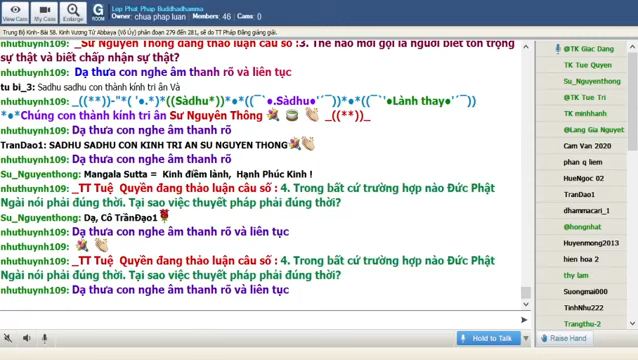 Lop Phat Phap Buddhadhamma
Owner: chua phap luan   Members: 46   Cams: 0
View Cam
My Cam
Enlarge
G
ROOM
Trung Bộ Kinh- Bài 58. Kinh Vương Tử Abbaya (Vô Úy) phân đoạn 279 đến 281, sẽ do TT Pháp Đăng giảng giải.
nhuthuynh109: _Sư Nguyên Thông đang thảo luận câu số :3. Thế nào mới gọi là người biết tôn trọng
sự thật và biết chấp nhận sự thật?
nhuthuynh109: Dạ thưa con nghe âm thanh rõ và liên tục
tu bi_3: Sadhu sadhu con thành kính tri ân Và
nhuthuynh109: _((**))-"*( '●.*)*((Sàdhu*))*●*((¯`●.Sàdhu●'´¯))*●*((¯`'●Lành thay●'´¯))
*●*Chúng con thành kính tri ân Sư Nguyên Thông _((**))_
nhuthuynh109: Dạ thưa con nghe âm thanh rõ
TranDao1: SADHU SADHU CON KINH TRI AN SU NGUYEN THONG
nhuthuynh109: Dạ thưa con nghe âm thanh rõ
Su_Nguyenthong: Mangala Sutta = Kinh điềm lành, Hạnh Phúc Kinh !
nhuthuynh109: _TT Tuệ Quyền đang thảo luận câu số : 4. Trong bất cứ trường hợp nào Đức Phật
Ngài nói phải đúng thời. Tại sao việc thuyết pháp phải đúng thời?
Su_Nguyenthong: Dạ, Cô TrầnĐạo1
nhuthuynh109: Dạ thưa con nghe âm thanh rõ và liên tục
nhuthuynh109:
nhuthuynh109: _TT Tuệ Quyền đang thảo luận câu số : 4. Trong bất cứ trường hợp nào Đức Phật
Ngài nói phải đúng thời. Tại sao việc thuyết pháp phải đúng thời?
nhuthuynh109: Dạ thưa con nghe âm thanh rõ và liên tục
Hold to Talk
@TK Giac Dang
TK Tue Quyen
Su_Nguyenthong
@TK Tue Tri
TK minhhanh
@Lang Gia Nguyet
Cam Van 2020
phan q liem
HueNgoc 02
TranDao1
dhammacari_1
@hongnhat
Huyenmong2013
hien hoa 2
thy lam
Suongmai000
TinhNhu222
Trangthu-2
Raise Hand